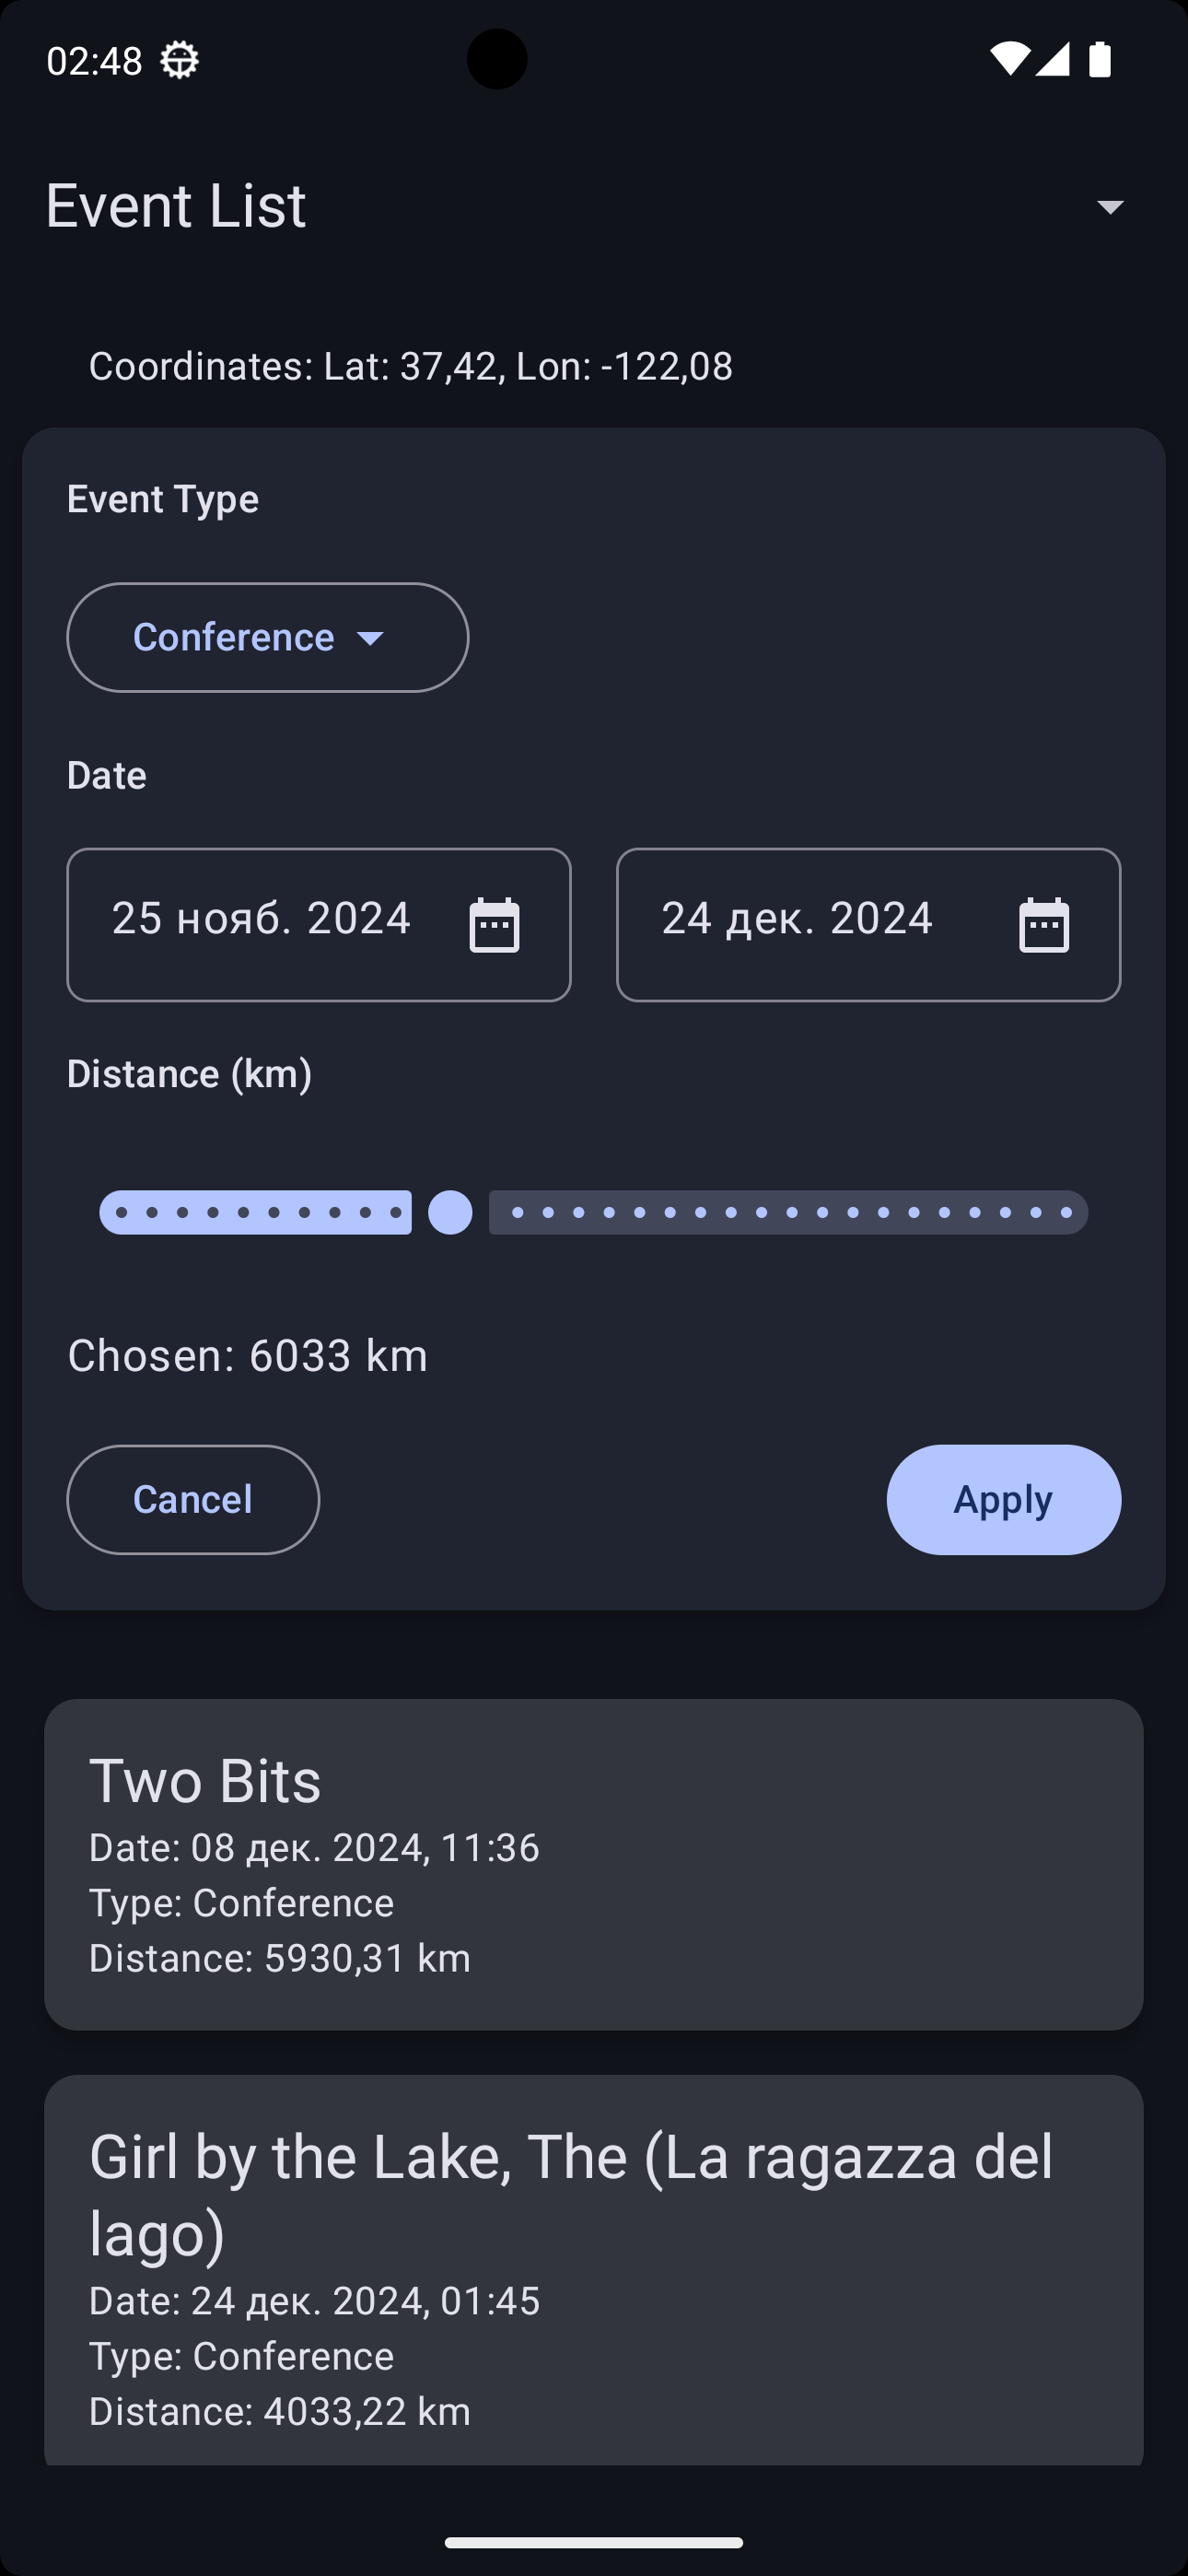 02:48
Event List
Coordinates: Lat: 37,42, Lon: -122,08
Event Type
Conference
Date
25 нояб. 2024
24 дек. 2024
Distance (km)
Chosen: 6033 km
Cancel
Apply
Two Bits
Date: 08 дек. 2024, 11:36
Type: Conference
Distance: 5930,31 km
Girl by the Lake, The (La ragazza del
lago)
Date: 24 дек. 2024, 01:45
Type: Conference
Distance: 4033,22 km